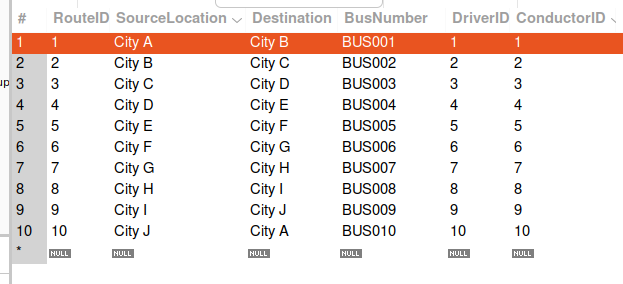 # RouteID SourceLocation Destination BusNumber DriverID ConductorID
1 1 City A City B BUS001 1 1
2 2 City B City C BUS002 2 2
up
3 3 City C City D BUS003 3 3
4 4 City D City E BUS004 4 4
5 5 City E City F BUS005 5 5
6 6 City F City G BUS006 6 6
7 7 City G City H BUS007 7 7
8 8 City H City I BUS008 8 8
9 9 City I City J BUS009 9 9
10 10 City J City A BUS010 10 10
* NULL NULL NULL NULL NULL NULL